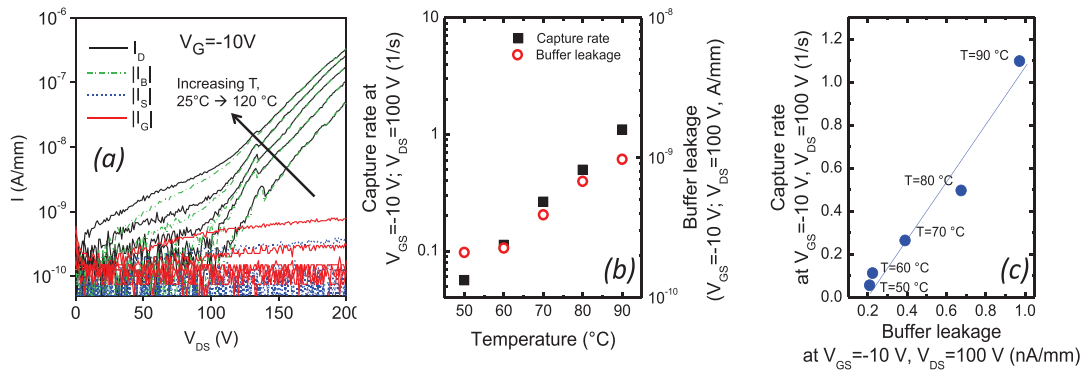 10⁻⁶
10⁻⁷
10⁻⁸
10⁻⁹
10⁻¹⁰
I (A/mm)
I_D
||I_B||
||I_S||
||I_G||
V_G=-10V
Increasing T,
25°C → 120 °C
(a)
0 50 100 150 200
V_DS (V)
Capture rate at
V_GS=-10 V; V_DS=100 V (1/s)
10
1
0.1
Capture rate
Buffer leakage
(b)
50 60 70 80 90
Temperature (°C)
10⁻⁸
10⁻⁹
10⁻¹⁰
Buffer leakage
(V_GS=-10 V; V_DS=100 V, A/mm)
Capture rate
at V_GS=-10 V, V_DS=100 V (1/s)
1.2
1.0
0.8
0.6
0.4
0.2
0.0
T=90 °C
T=80 °C
T=70 °C
T=60 °C
T=50 °C
(c)
0.2 0.4 0.6 0.8 1.0
Buffer leakage
at V_GS=-10 V, V_DS=100 V (nA/mm)